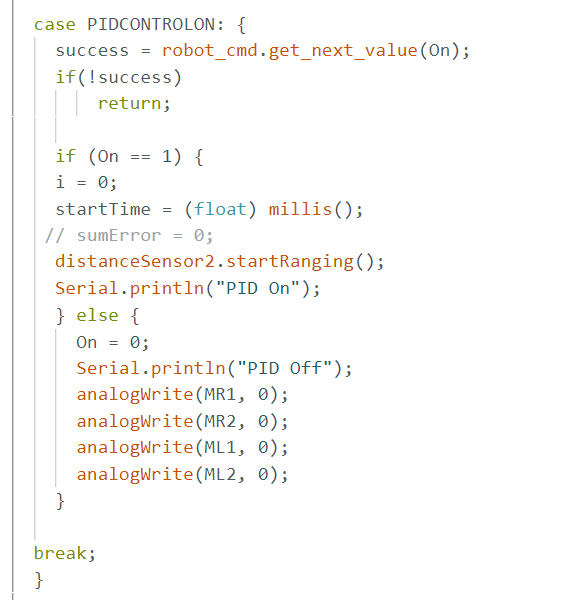 case PIDCONTROLON: {
success = robot_cmd.get_next_value(On);
if(!success)
return;
if (On == 1) {
i = 0;
startTime = (float) millis();
// sumError = 0;
distanceSensor2.startRanging();
Serial.println("PID On");
} else {
On = 0;
Serial.println("PID Off");
analogWrite(MR1, 0);
analogWrite(MR2, 0);
analogWrite(ML1, 0);
analogWrite(ML2, 0);
}
break;
}